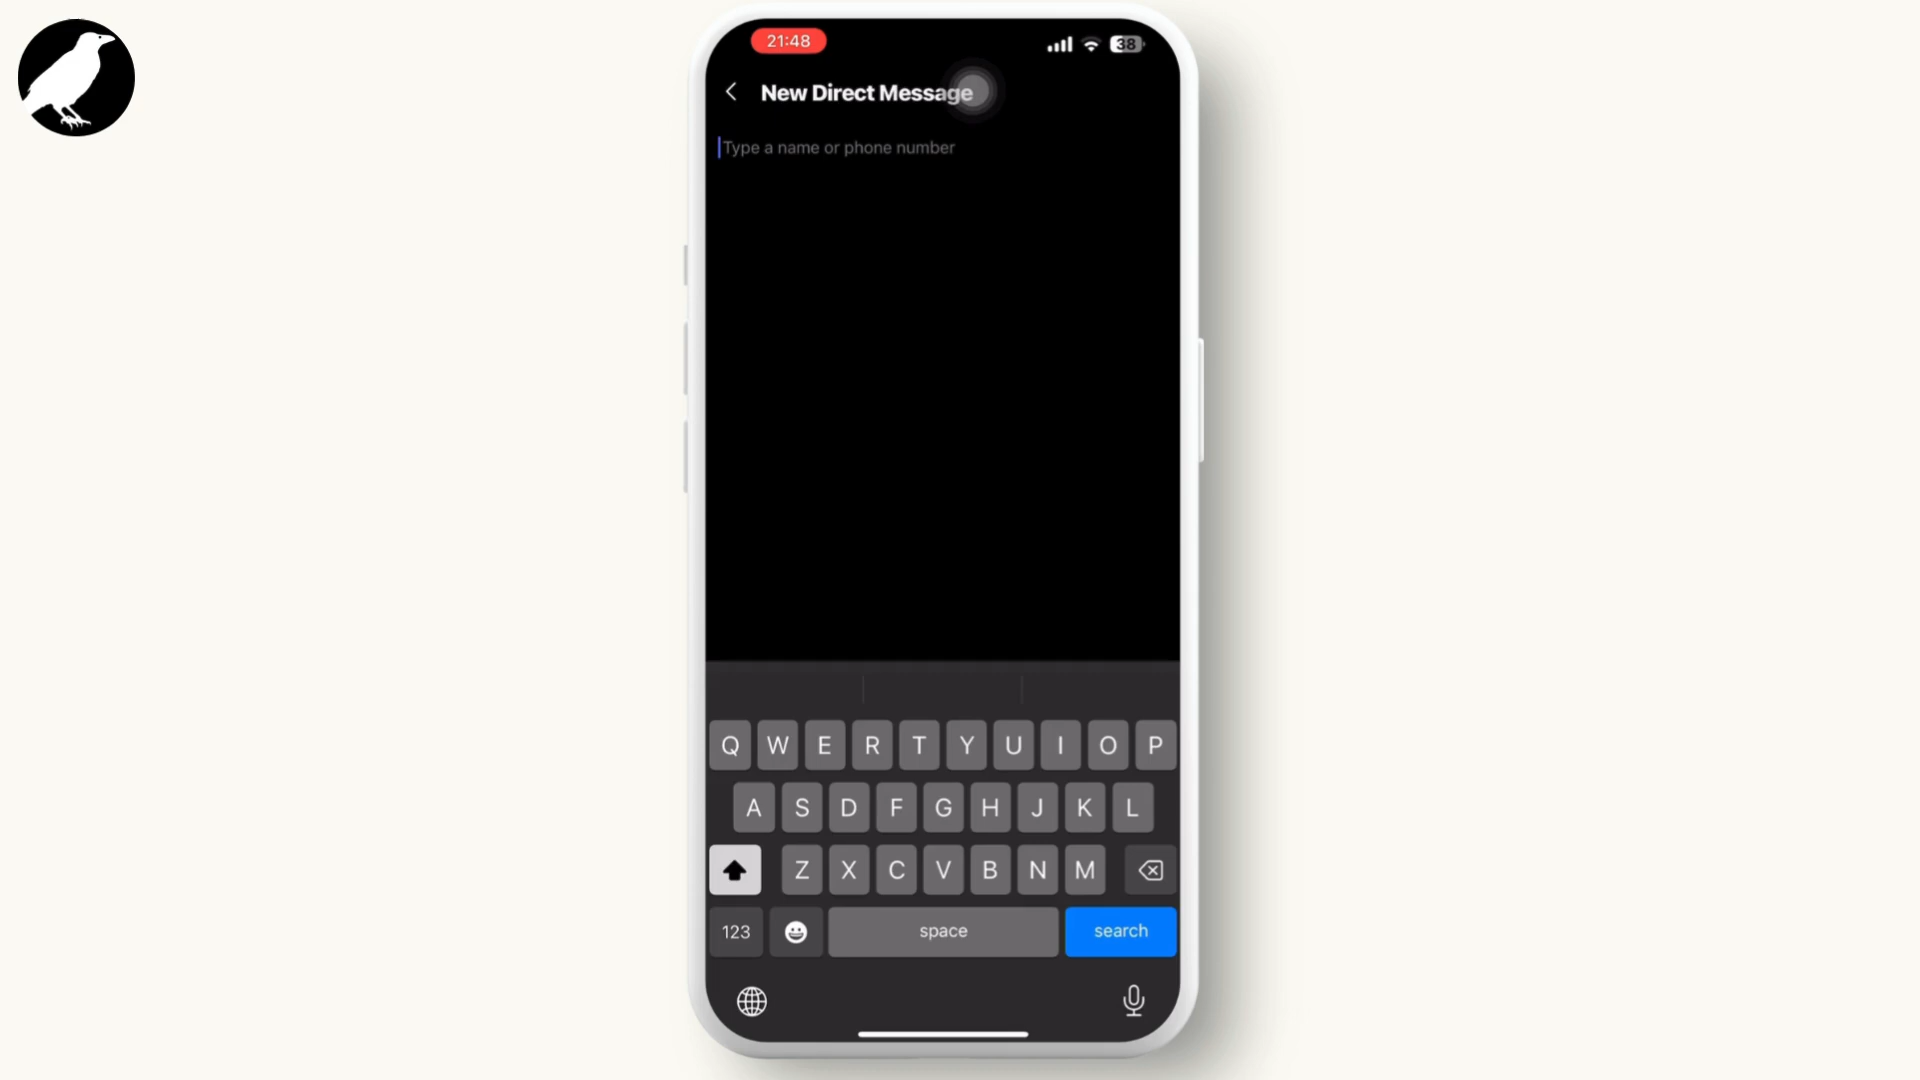 21:48
38
New Direct Message
Type a name or phone number
Q W E R T Y U I O P
A S D F G H J K L
Z X C V B N M
123 space search